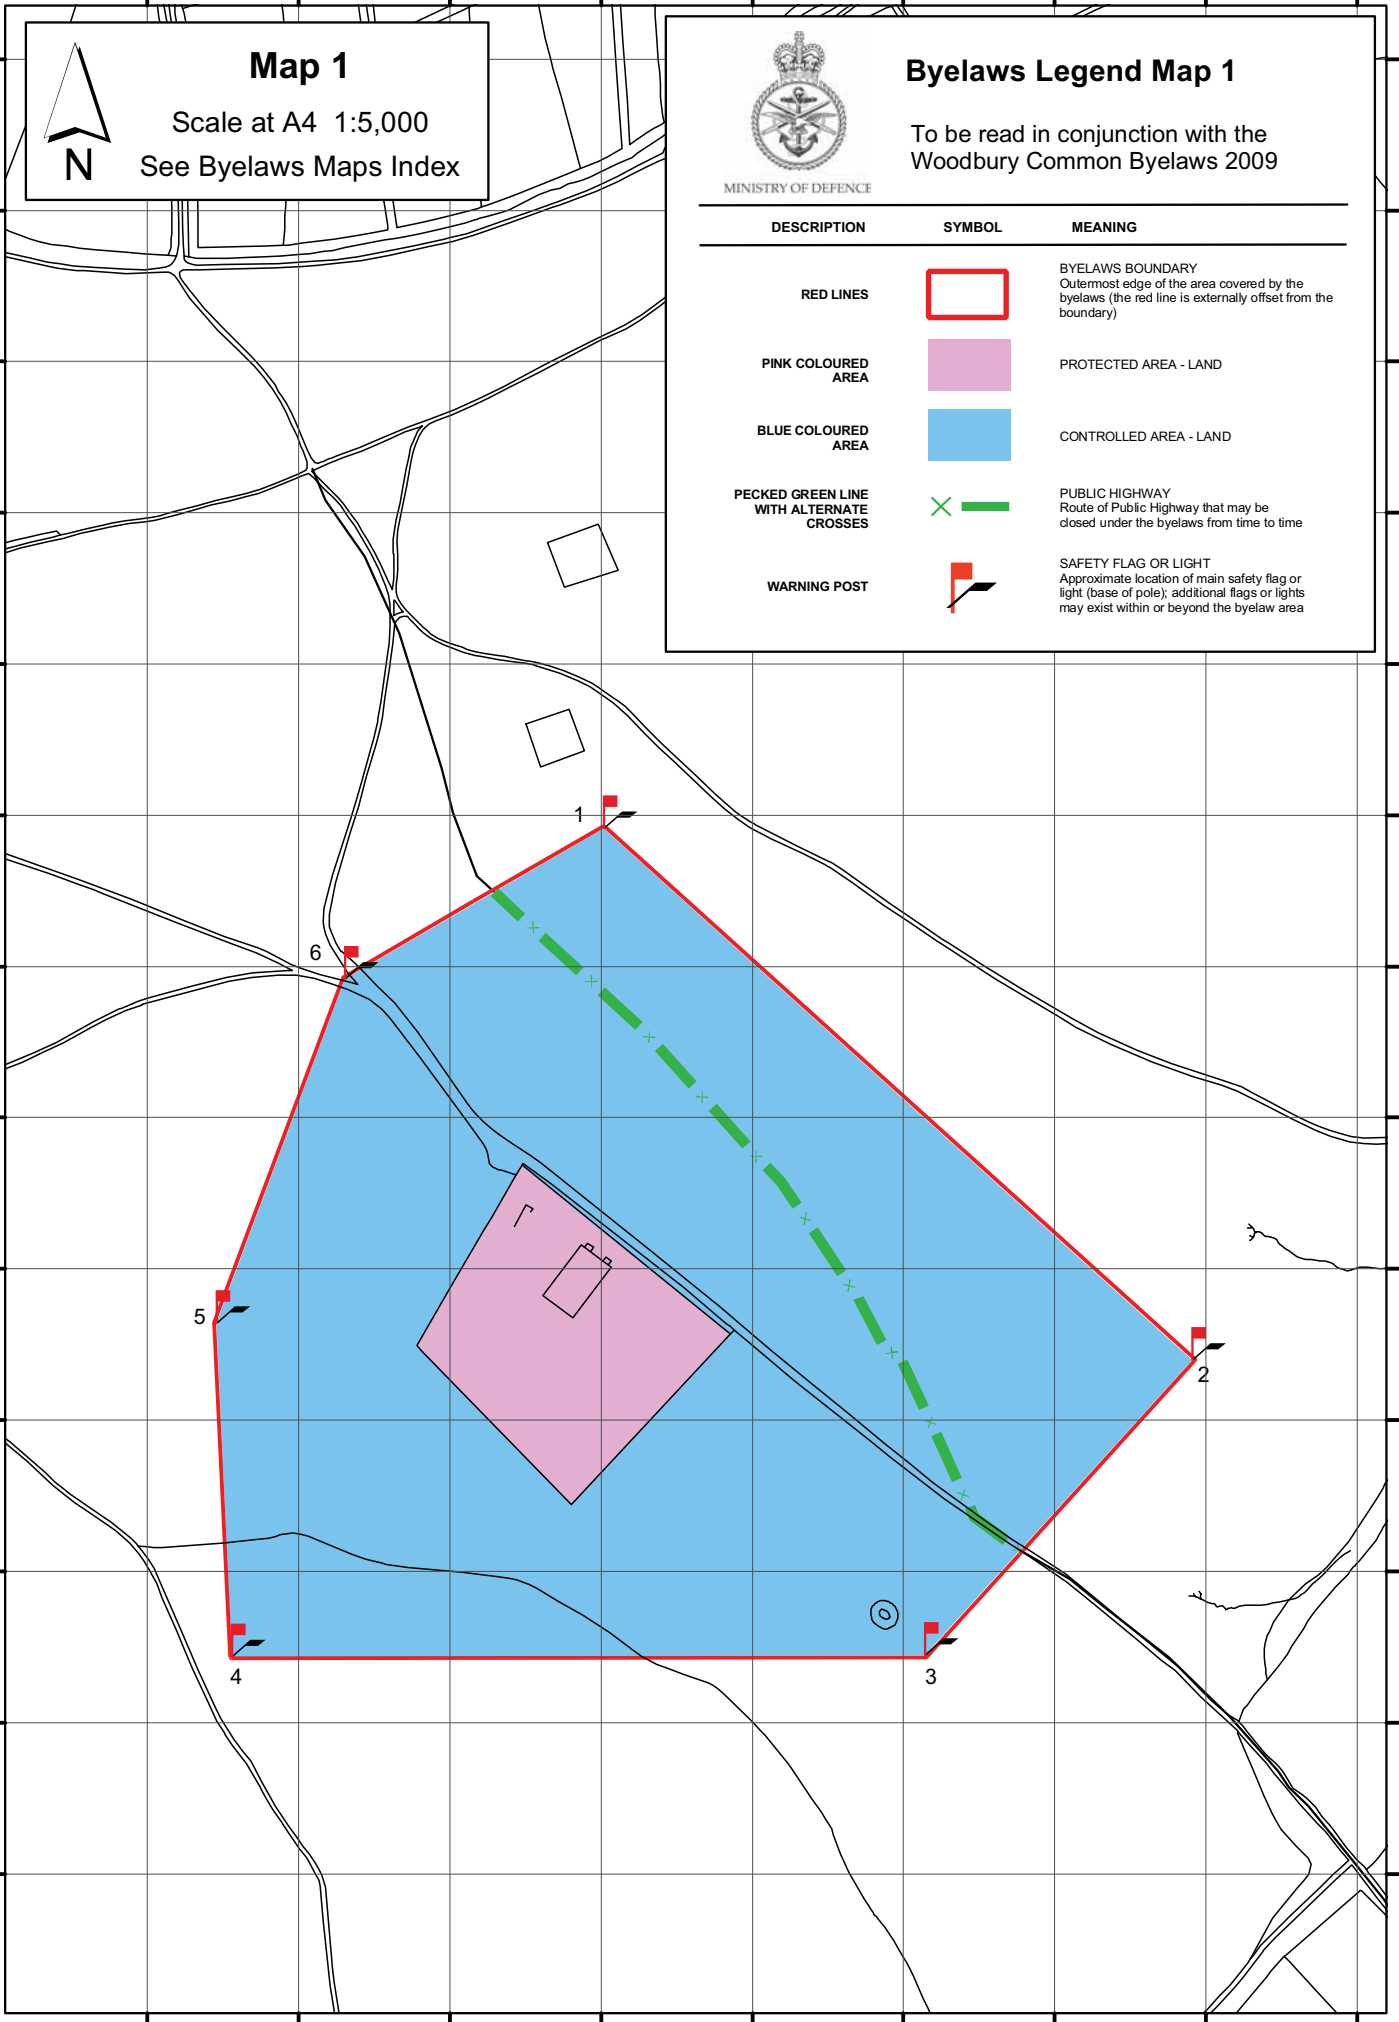 Map 1
Scale at A4 1:5,000
See Byelaws Maps Index
N
MINISTRY OF DEFENCE
Byelaws Legend Map 1
To be read in conjunction with the
Woodbury Common Byelaws 2009
DESCRIPTION SYMBOL MEANING
RED LINES
BYELAWS BOUNDARY
Outermost edge of the area covered by the
byelaws (the red line is externally offset from the
boundary)
PINK COLOURED
AREA
PROTECTED AREA - LAND
BLUE COLOURED
AREA
CONTROLLED AREA - LAND
PECKED GREEN LINE
WITH ALTERNATE
CROSSES
PUBLIC HIGHWAY
Route of Public Highway that may be
closed under the byelaws from time to time
WARNING POST
SAFETY FLAG OR LIGHT
Approximate location of main safety flag or
light (base of pole); additional flags or lights
may exist within or beyond the byelaw area
1
6
5
2
4
3